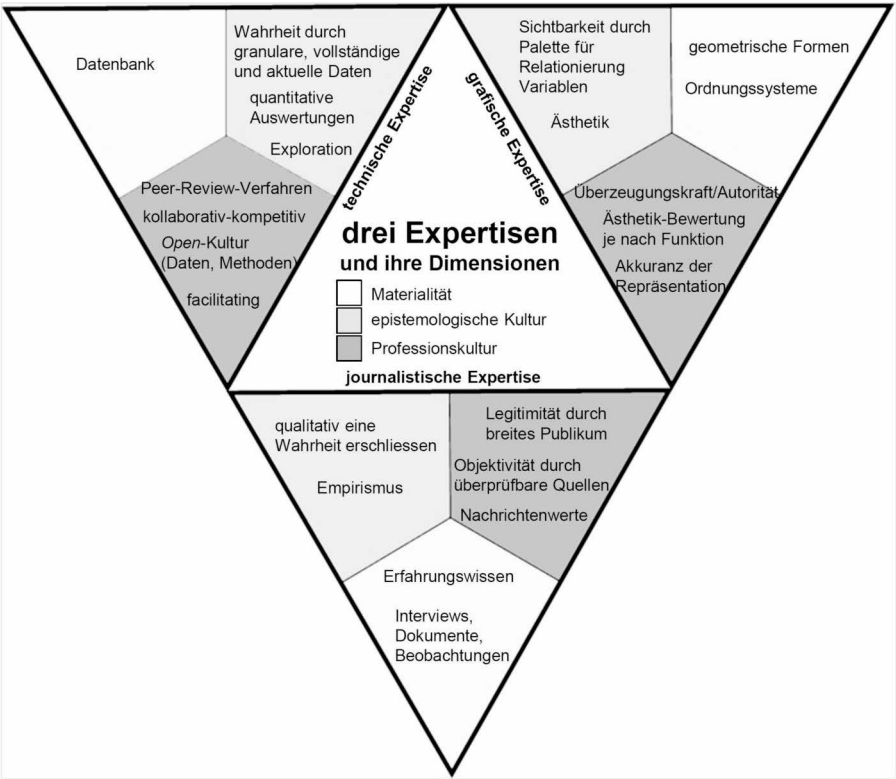 Datenbank
Wahrheit durch
granulare, vollständige
und aktuelle Daten
quantitative
Auswertungen
Exploration
Peer-Review-Verfahren
kollaborativ-kompetitiv
Open-Kultur
(Daten, Methoden)
facilitating
technische Expertise
grafische Expertise
Sichtbarkeit durch
Palette für
Relationierung
Variablen
Ästhetik
geometrische Formen
Ordnungssysteme
Überzeugungskraft/Autorität
Ästhetik-Bewertung
je nach Funktion
Akkuranz der
Repräsentation
drei Expertisen
und ihre Dimensionen
Materialität
epistemologische Kultur
Professionskultur
journalistische Expertise
qualitativ eine
Wahrheit erschliessen
Empirismus
Legitimität durch
breites Publikum
Objektivität durch
überprüfbare Quellen
Nachrichtenwerte
Erfahrungswissen
Interviews,
Dokumente,
Beobachtungen